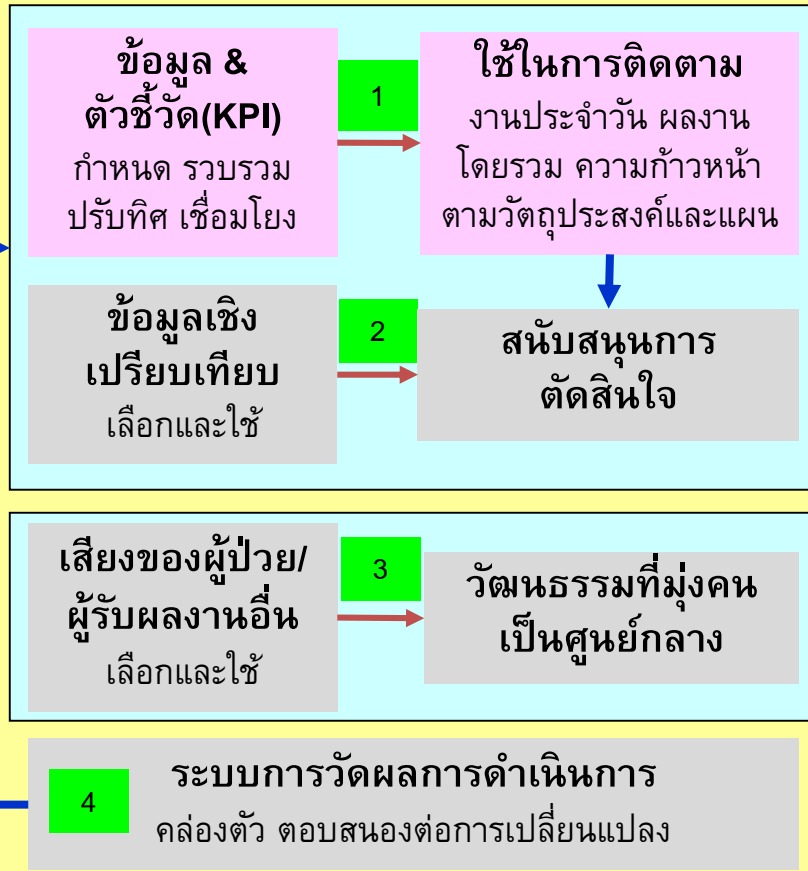 ข้อมูล &
ตัวชี้วัด(KPI)
กำหนด รวบรวม
ปรับทิศ เชื่อมโยง
1
ใช้ในการติดตาม
งานประจำวัน ผลงาน
โดยรวม ความก้าวหน้า
ตามวัตถุประสงค์และแผน
ข้อมูลเชิง
เปรียบเทียบ
เลือกและใช้
2
สนับสนุนการ
ตัดสินใจ
เสียงของผู้ป่วย/
ผู้รับผลงานอื่น
เลือกและใช้
3
วัฒนธรรมที่มุ่งคน
เป็นศูนย์กลาง
4
ระบบการวัดผลการดำเนินการ
คล่องตัว ตอบสนองต่อการเปลี่ยนแปลง